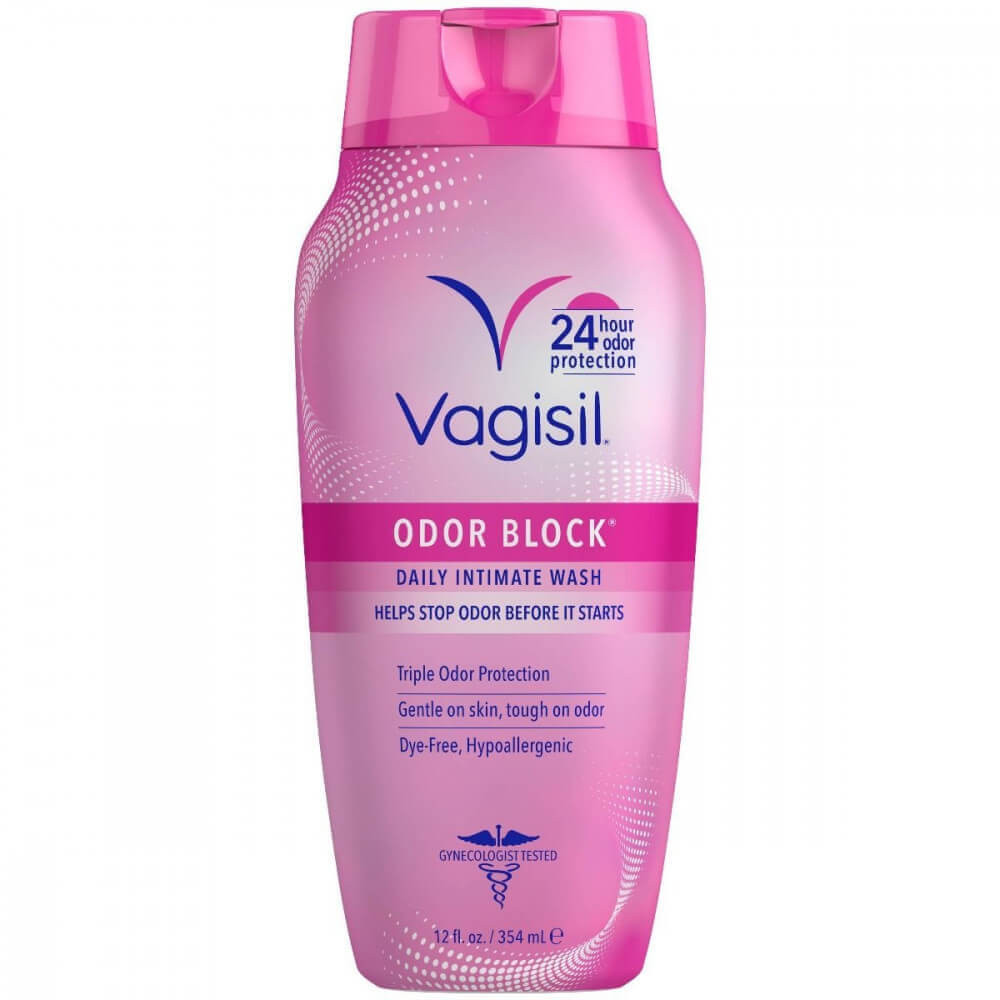 24 hour
odor
protection
Vagisil®
ODOR BLOCK®
DAILY INTIMATE WASH
HELPS STOP ODOR BEFORE IT STARTS
Triple Odor Protection
Gentle on skin, tough on odor
Dye-Free, Hypoallergenic
GYNECOLOGIST TESTED
12 fl. oz. / 354 mL ℮